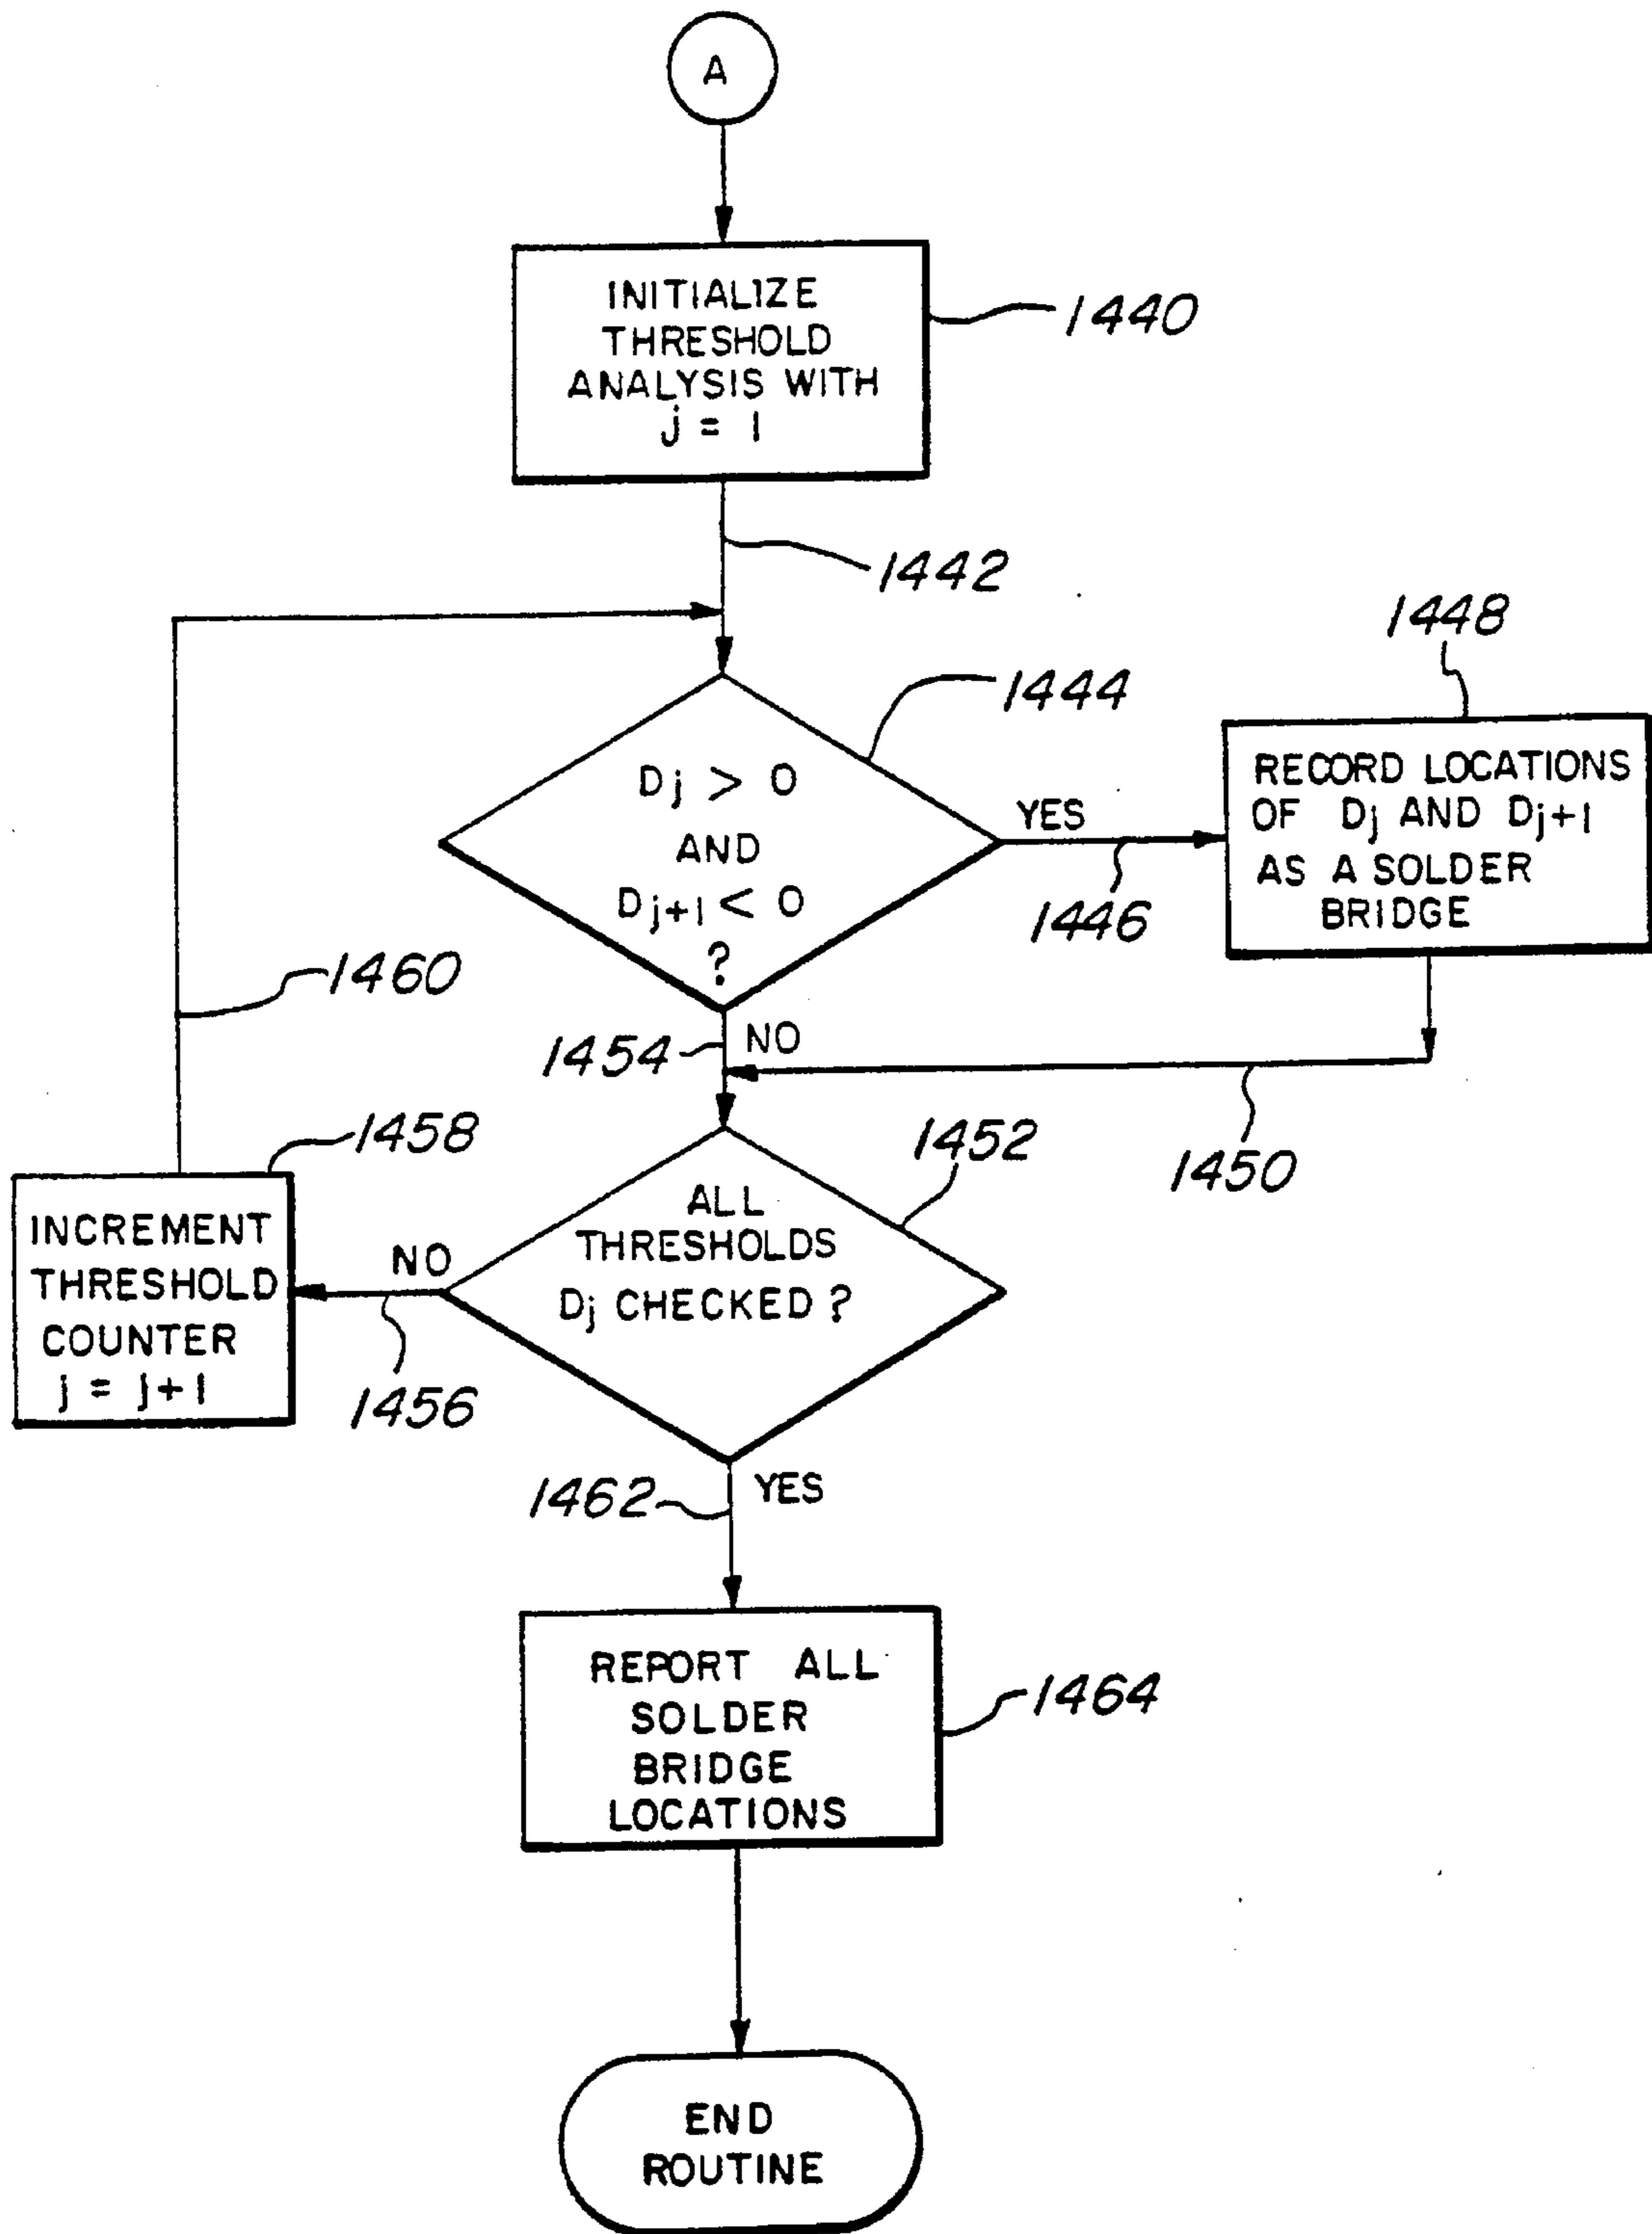 A
INITIALIZE
THRESHOLD
ANALYSIS WITH
j = 1
1440
1442
1444
1448
Dj > 0
AND
Dj+1 < 0
?
YES
1446
RECORD LOCATIONS
OF Dj AND Dj+1
AS A SOLDER
BRIDGE
1460
1454
NO
1450
1458
1452
INCREMENT
THRESHOLD
COUNTER
j = j+1
NO
1456
ALL
THRESHOLDS
Dj CHECKED ?
1462
YES
REPORT ALL
SOLDER
BRIDGE
LOCATIONS
1464
END
ROUTINE